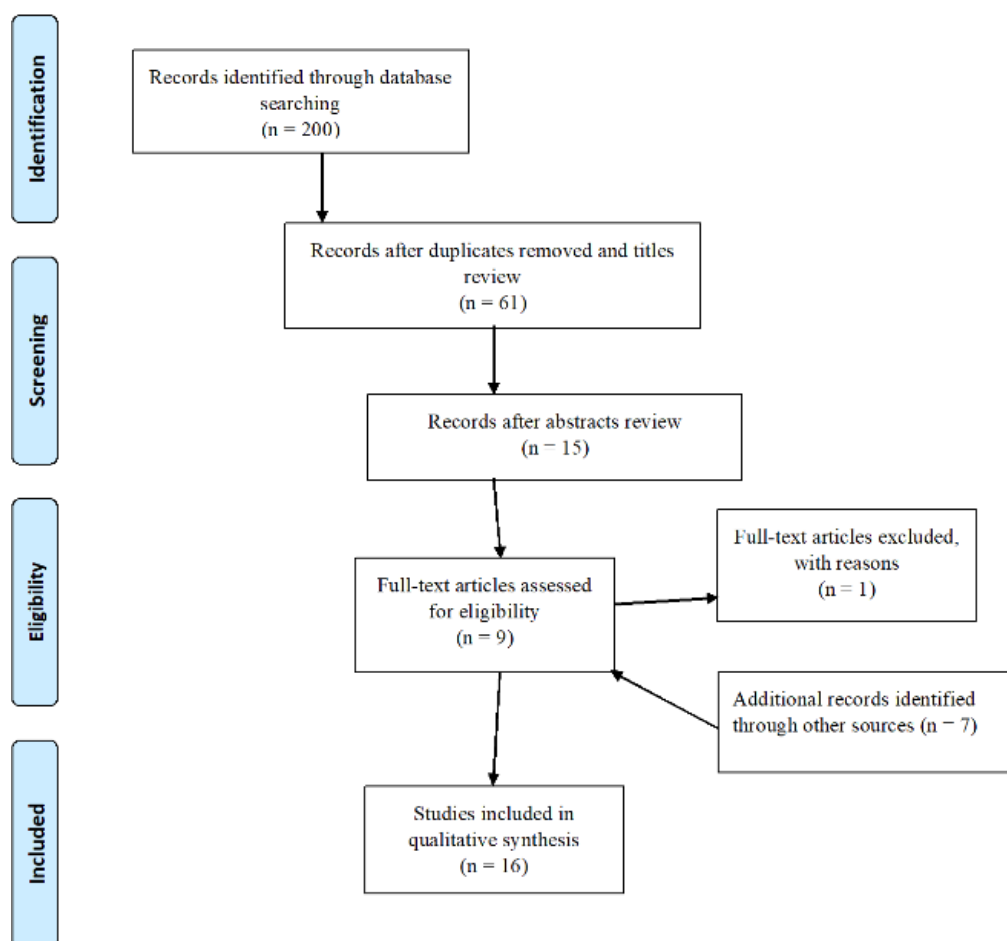 Identification
Records identified through database
searching
(n = 200)
Records after duplicates removed and titles
review
(n = 61)
Screening
Records after abstracts review
(n = 15)
Eligibility
Full-text articles assessed
for eligibility
(n = 9)
Full-text articles excluded,
with reasons
(n = 1)
Additional records identified
through other sources (n = 7)
Included
Studies included in
qualitative synthesis
(n = 16)